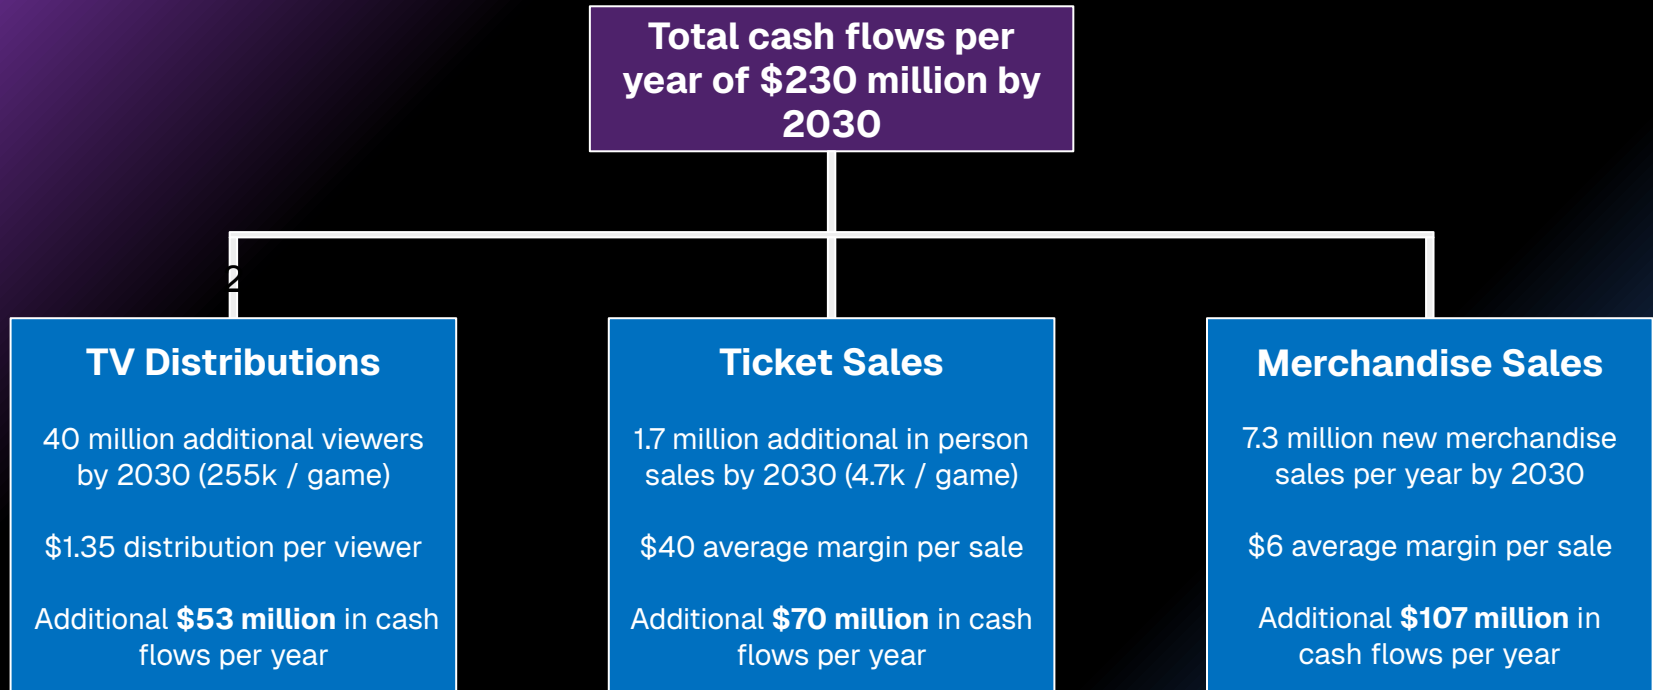 Total cash flows per
year of $230 million by
2030
2
TV Distributions
40 million additional viewers
by 2030 (255k / game)
$1.35 distribution per viewer
Additional $53 million in cash
flows per year
Ticket Sales
1.7 million additional in person
sales by 2030 (4.7k / game)
$40 average margin per sale
Additional $70 million in cash
flows per year
Merchandise Sales
7.3 million new merchandise
sales per year by 2030
$6 average margin per sale
Additional $107 million in
cash flows per year